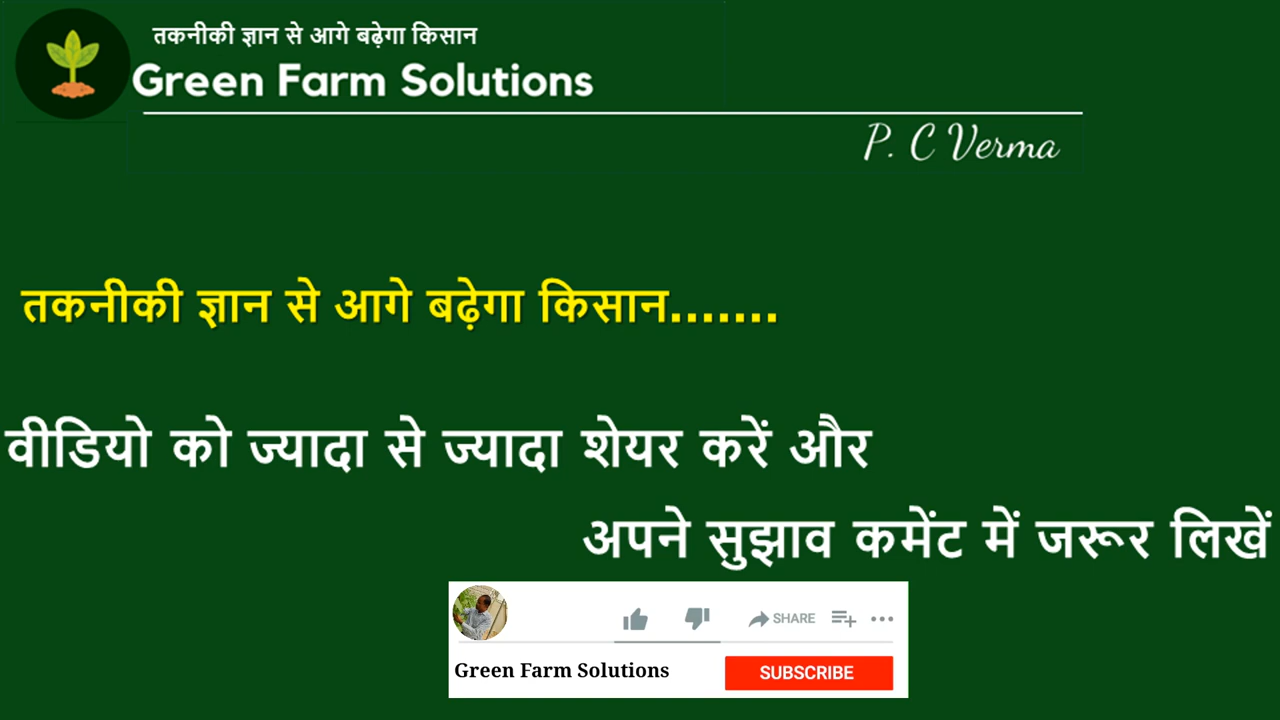 तकनीकी ज्ञान से आगे बढ़ेगा किसान
Green Farm Solutions
P. C Verma
तकनीकी ज्ञान से आगे बढ़ेगा किसान.......
वीडियो को ज्यादा से ज्यादा शेयर करें और
अपने सुझाव कमेंट में जरूर लिखें
SHARE
Green Farm Solutions
SUBSCRIBE